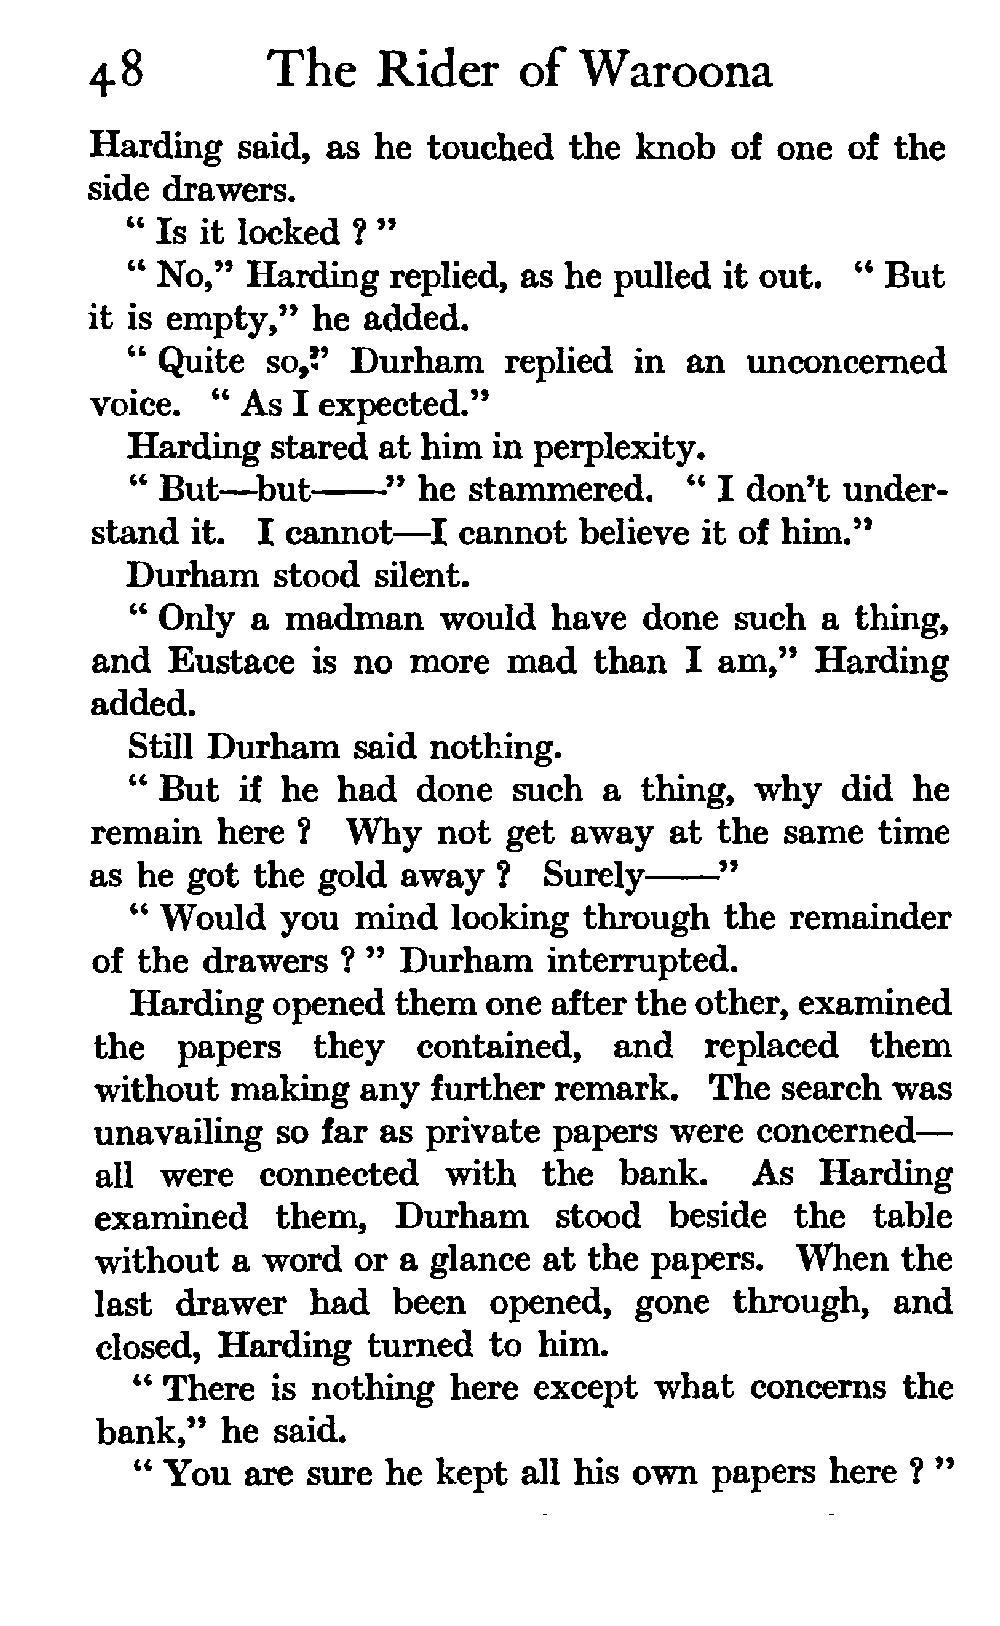 48 The Rider of Waroona
Harding said, as he touched the knob of one of the
side drawers.
“ Is it locked ? ”
“ No,” Harding replied, as he pulled it out. “ But
it is empty,” he added.
“ Quite so,” Durham replied in an unconcerned
voice. “ As I expected.”
Harding stared at him in perplexity.
“ But—but——” he stammered. “ I don’t under-
stand it. I cannot—I cannot believe it of him.”
Durham stood silent.
“ Only a madman would have done such a thing,
and Eustace is no more mad than I am,” Harding
added.
Still Durham said nothing.
“ But if he had done such a thing, why did he
remain here ? Why not get away at the same time
as he got the gold away ? Surely——”
“ Would you mind looking through the remainder
of the drawers ? ” Durham interrupted.
Harding opened them one after the other, examined
the papers they contained, and replaced them
without making any further remark. The search was
unavailing so far as private papers were concerned—
all were connected with the bank. As Harding
examined them, Durham stood beside the table
without a word or a glance at the papers. When the
last drawer had been opened, gone through, and
closed, Harding turned to him.
“ There is nothing here except what concerns the
bank,” he said.
“ You are sure he kept all his own papers here ? ”